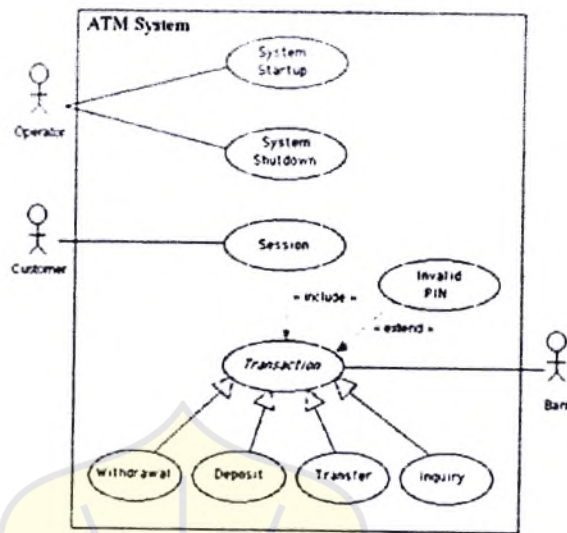 ATM System
System
Startup
Operator
System
Shutdown
Customer
Session
Invalid
PIN
« include »
« extend »
Transaction
Withdrawal
Deposit
Transfer
Inquiry